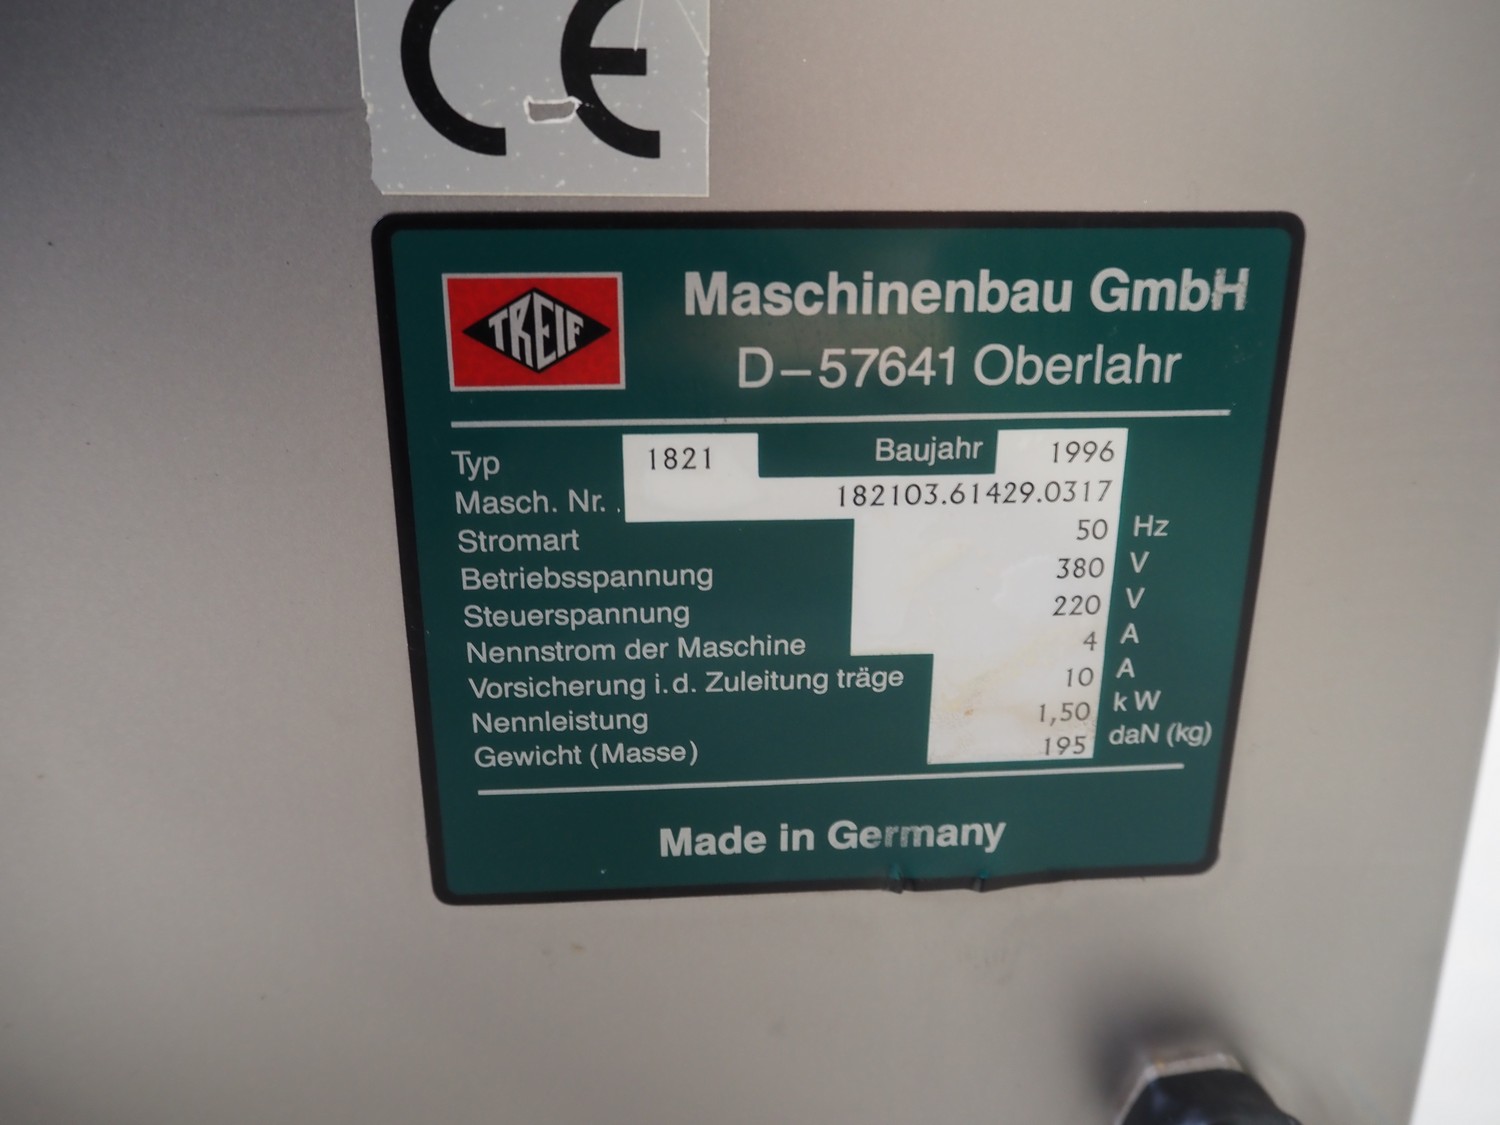 CE
TREIF
Maschinenbau GmbH
D-57641 Oberlahr
Typ 1821 Baujahr 1996
Masch. Nr. 182103.61429.0317
Stromart 50 Hz
Betriebsspannung 380 V
Steuerspannung 220 V
Nennstrom der Maschine 4 A
Vorsicherung i.d. Zuleitung träge 10 A
Nennleistung 1,50 kW
Gewicht (Masse) 195 daN (kg)
Made in Germany